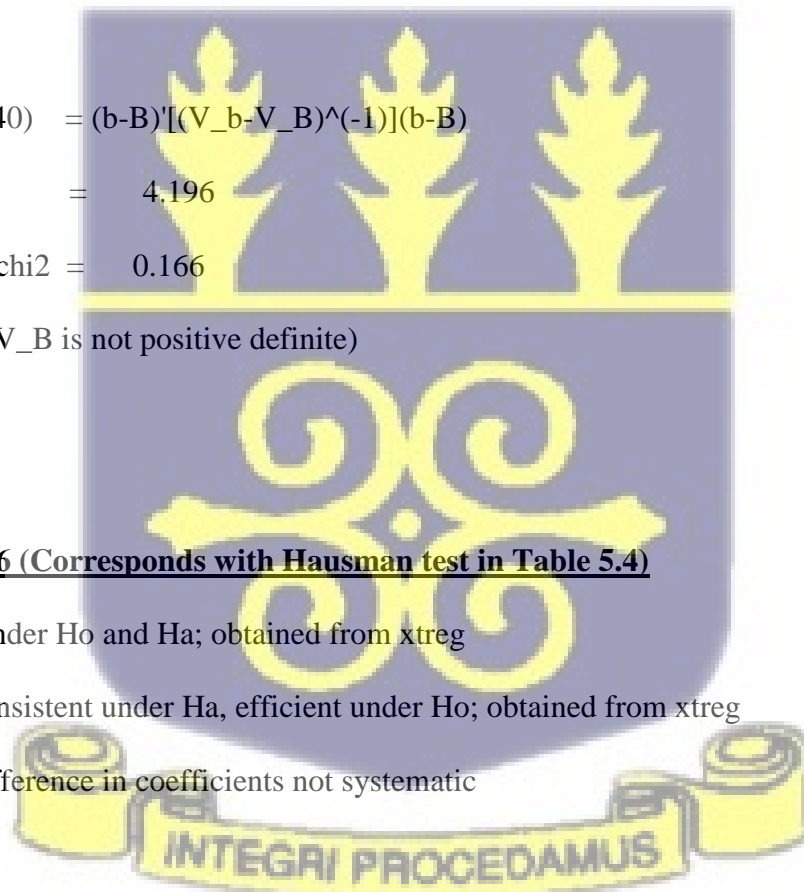 40) = (b-B)'[(V_b-V_B)^(-1)](b-B)
= 4.196
chi2 = 0.166
V_B is not positive definite)
6 (Corresponds with Hausman test in Table 5.4)
nder Ho and Ha; obtained from xtreg
nsistent under Ha, efficient under Ho; obtained from xtreg
fference in coefficients not systematic
INTEGRI PROCEDAMUS